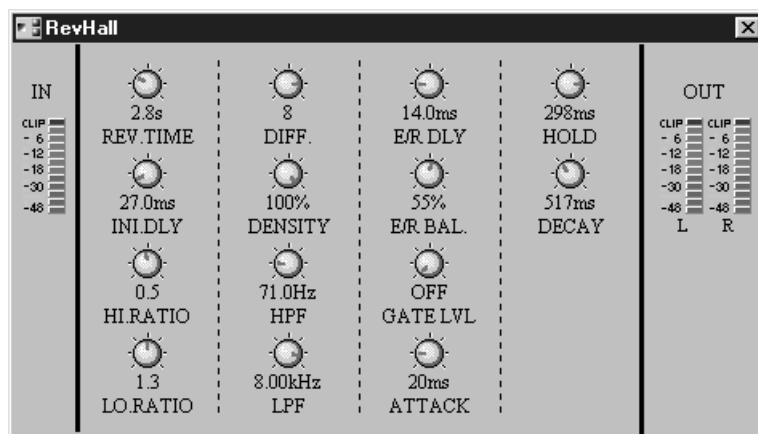 RevHall
IN
CLIP
- 6
-12
-18
-30
-48
2.8s
REV.TIME
27.0ms
INI.DLY
0.5
HI.RATIO
1.3
LO.RATIO
8
DIFF.
100%
DENSITY
71.0Hz
HPF
8.00kHz
LPF
14.0ms
E/R DLY
55%
E/R BAL.
OFF
GATE LVL
20ms
ATTACK
298ms
HOLD
517ms
DECAY
OUT
CLIP CLIP
- 6 - 6
-12 -12
-18 -18
-30 -30
-48 -48
L R